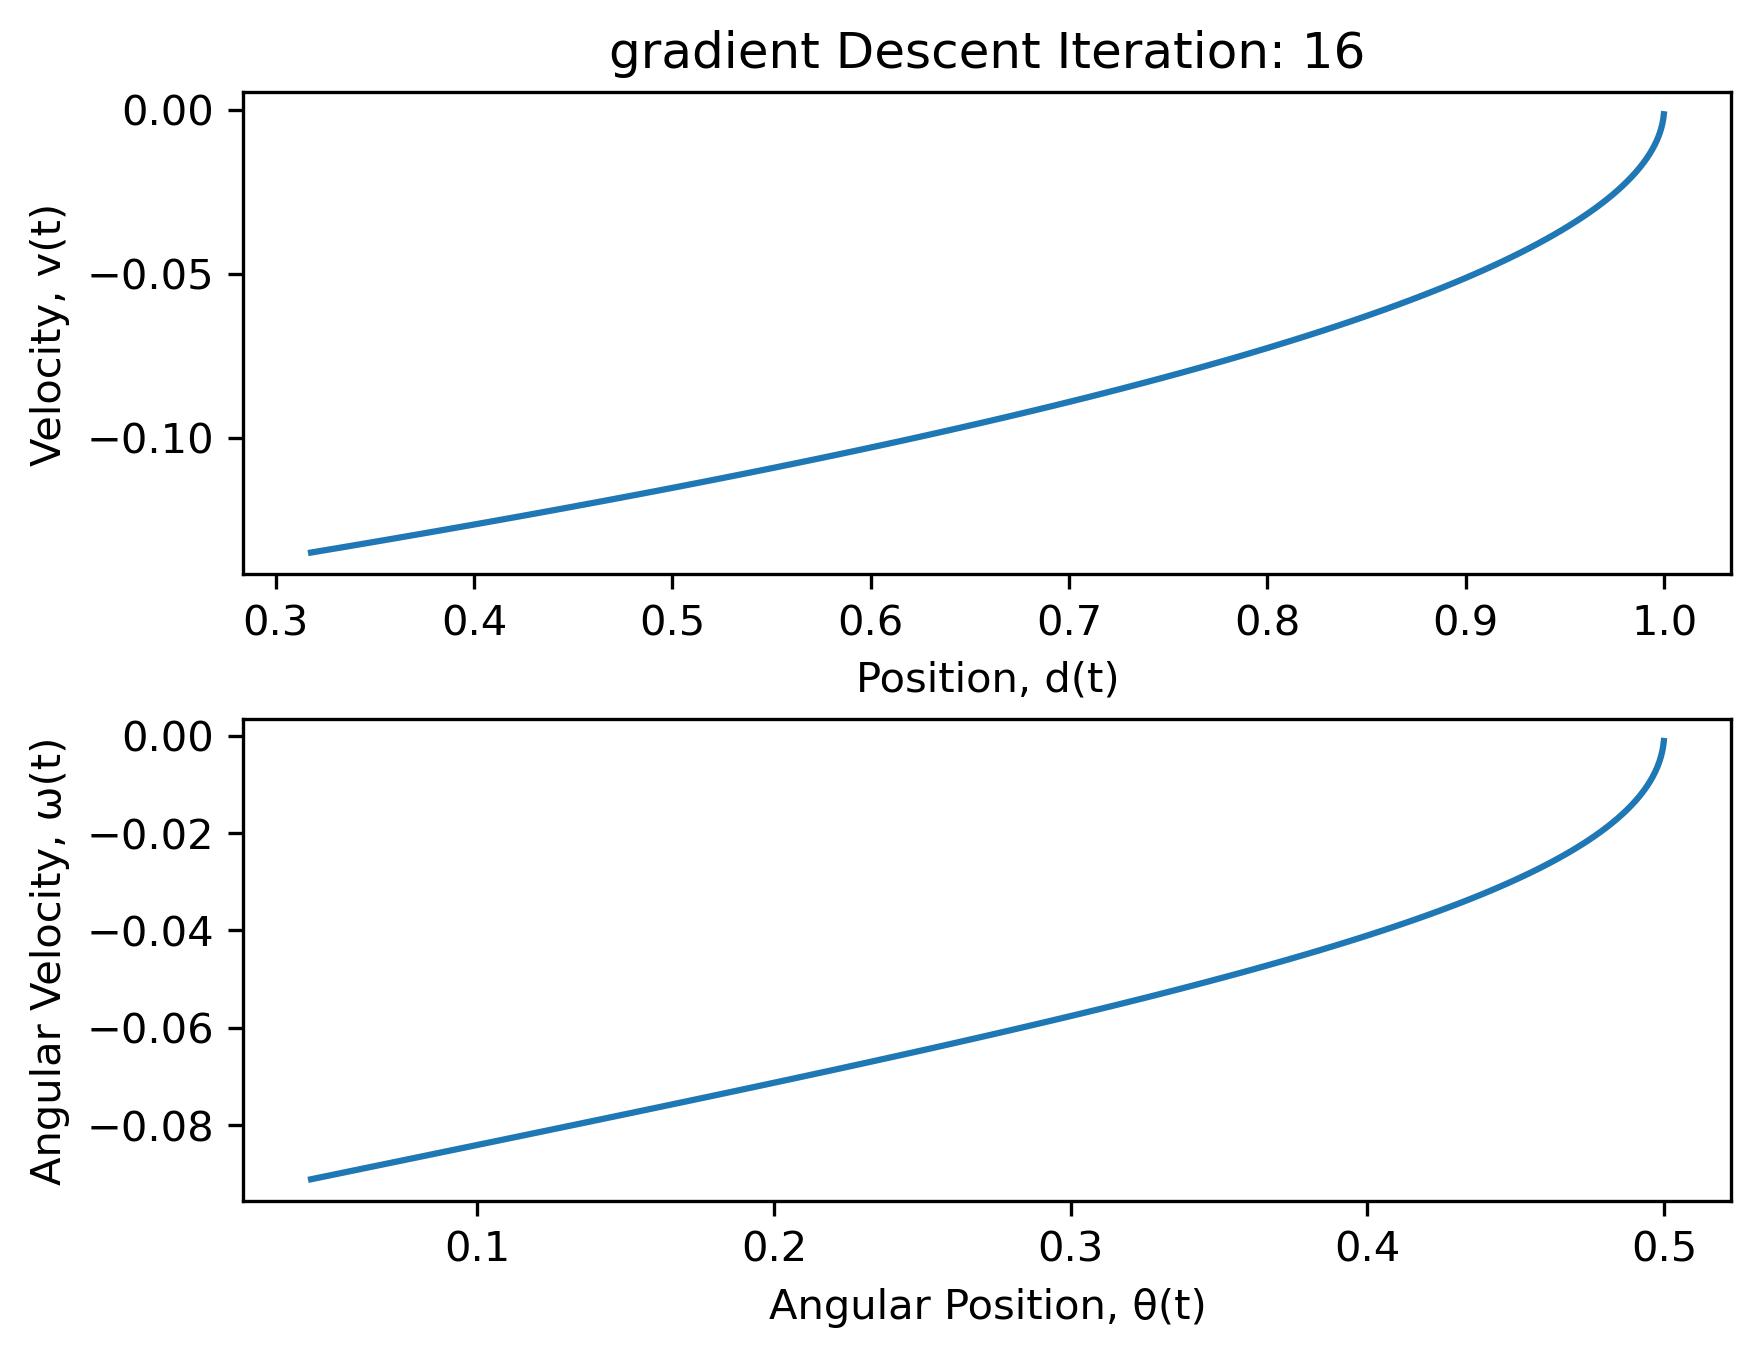 gradient Descent Iteration: 16
0.00
−0.05
−0.10
Velocity, v(t)
0.3 0.4 0.5 0.6 0.7 0.8 0.9 1.0
Position, d(t)
0.00
−0.02
−0.04
−0.06
−0.08
Angular Velocity, ω(t)
0.1 0.2 0.3 0.4 0.5
Angular Position, θ(t)